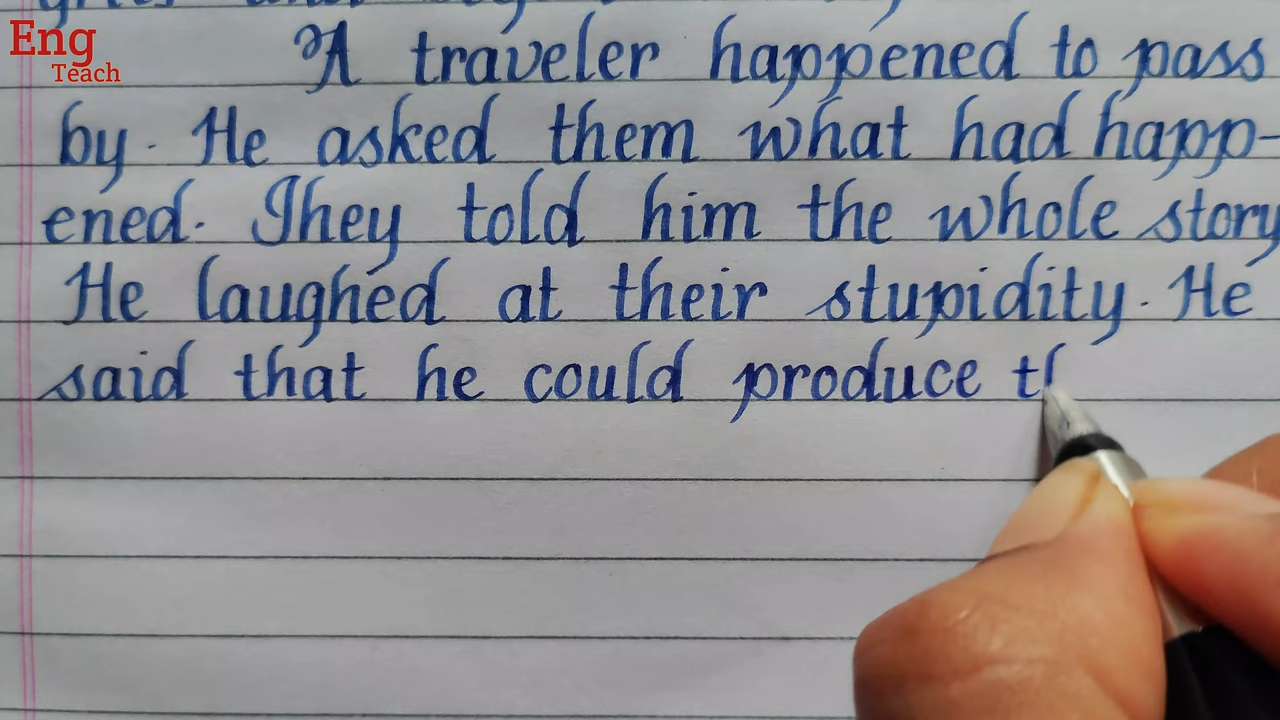 Eng
Teach
A traveler happened to pass
by. He asked them what had happ-
ened. They told him the whole story
He laughed at their stupidity. He
said that he could produce t